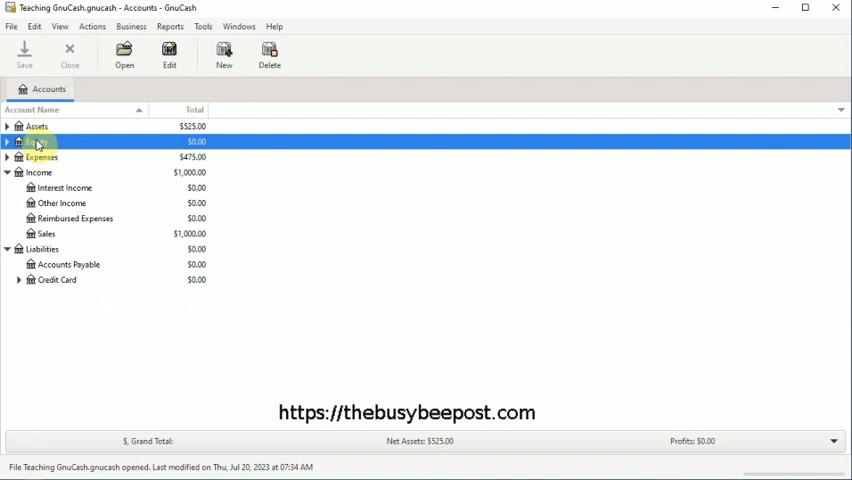 Teaching GnuCash.gnucash - Accounts - GnuCash
File Edit View Actions Business Reports Tools Windows Help
Save Close Open Edit New Delete
Accounts
Account Name Total
Assets $525.00
Equity $0.00
Expenses $475.00
Income $1,000.00
Interest Income $0.00
Other Income $0.00
Reimbursed Expenses $0.00
Sales $1,000.00
Liabilities $0.00
Accounts Payable $0.00
Credit Card $0.00
https://thebusybeepost.com
$, Grand Total: Net Assets: $525.00 Profits: $0.00
File Teaching GnuCash.gnucash opened. Last modified on Thu, Jul 20, 2023 at 07:34 AM